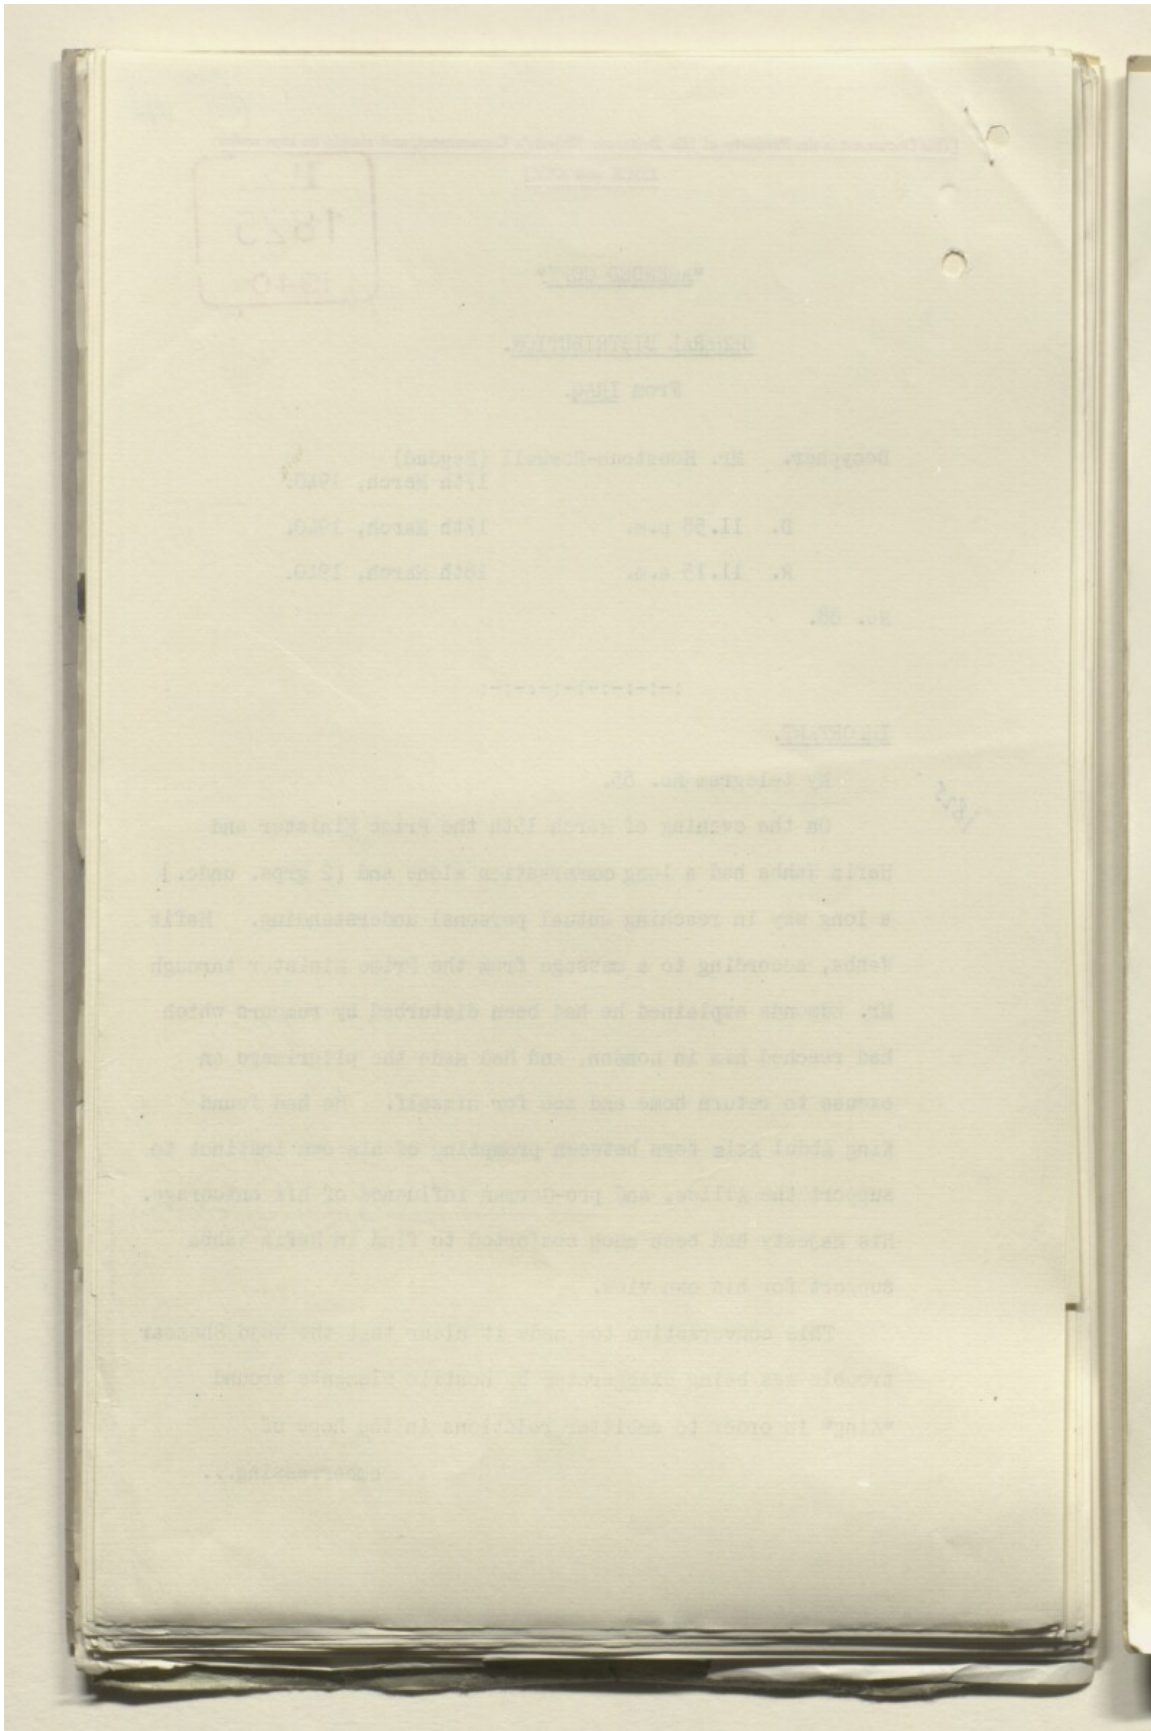 "AMENDED COPY"
GENERAL DISTRIBUTION.
From IRAQ.
Decypher. Mr. Houstoun-Boswall (Bagdad)
17th March, 1940.
D. 11.55 p.m. 17th March, 1940.
R. 11.15 a.m. 18th March, 1940.
No. 88.
IMPORTANT.
My telegram No. 85.
On the evening of March 15th the Prime Minister and
Hafiz Wahba had a long conversation alone and [2 grps. undec.]
a long way in reaching mutual personal understanding. Hafiz
Wahba, according to a message from the Prime Minister through
Mr. Edmonds explained he had been disturbed by rumours which
had reached him in London, and had made the pilgrimage an
excuse to return home and see for himself. He had found
King Abdul Aziz torn between prompting of his own instinct to
support the Allies, and pro-German influence of his entourage.
His Majesty had been much comforted to find in Hafiz Wahba
support for his own view.
This conversation made it clear that the
trouble was being exaggerated by hostile elements around
"King" in order to embitter relations in the hope of
embarrassing...
1825